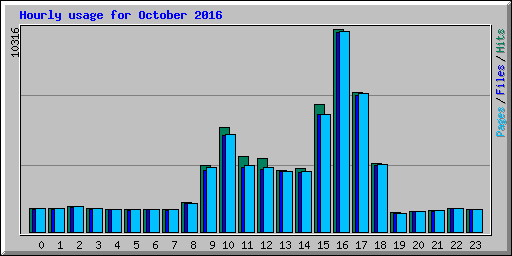 Hourly usage for October 2016
10316
Pages / Files / Hits
0 1 2 3 4 5 6 7 8 9 10 11 12 13 14 15 16 17 18 19 20 21 22 23